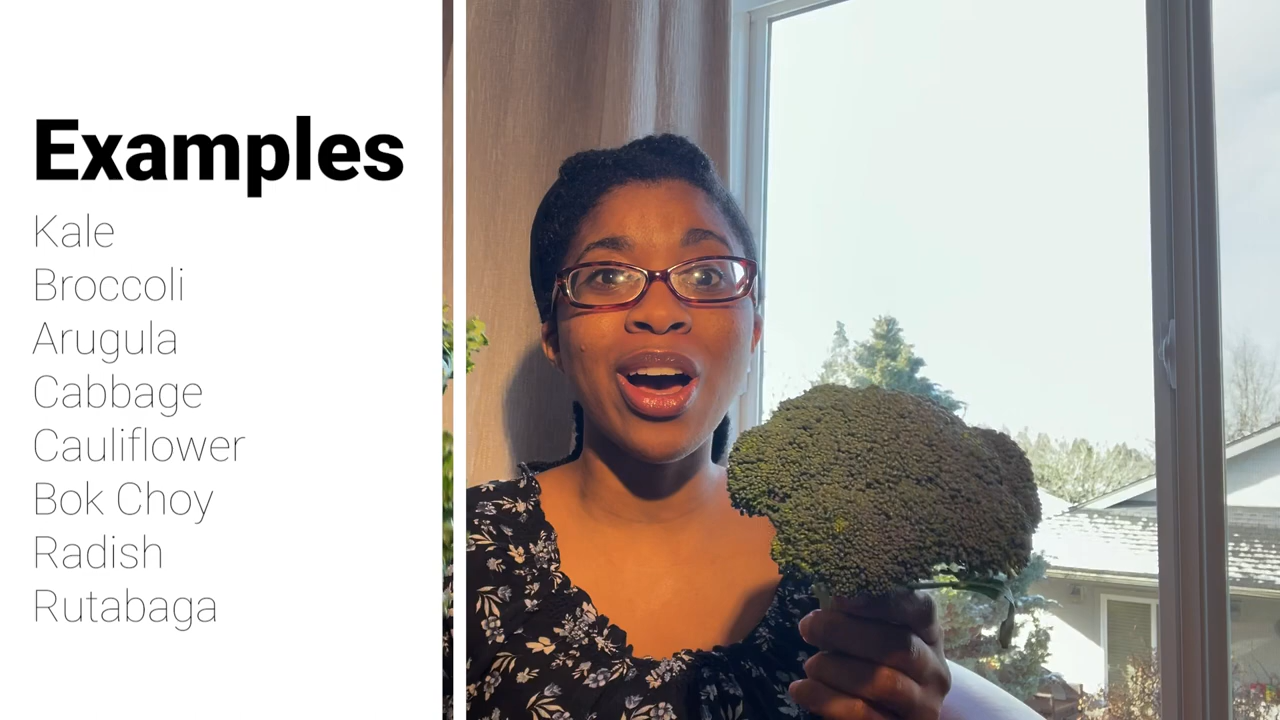 Examples
Kale
Broccoli
Arugula
Cabbage
Cauliflower
Bok Choy
Radish
Rutabaga